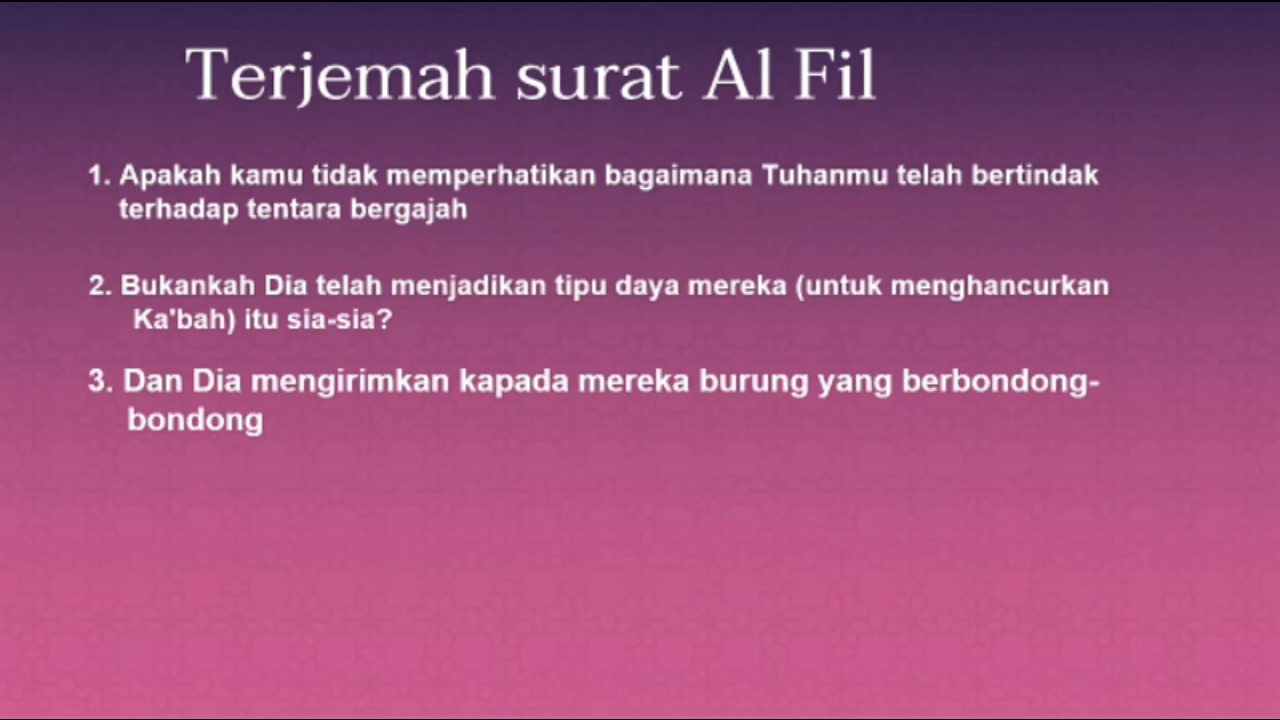 Terjemah surat Al Fil
1. Apakah kamu tidak memperhatikan bagaimana Tuhanmu telah bertindak
terhadap tentara bergajah
2. Bukankah Dia telah menjadikan tipu daya mereka (untuk menghancurkan
Ka'bah) itu sia-sia?
3. Dan Dia mengirimkan kapada mereka burung yang berbondong-
bondong